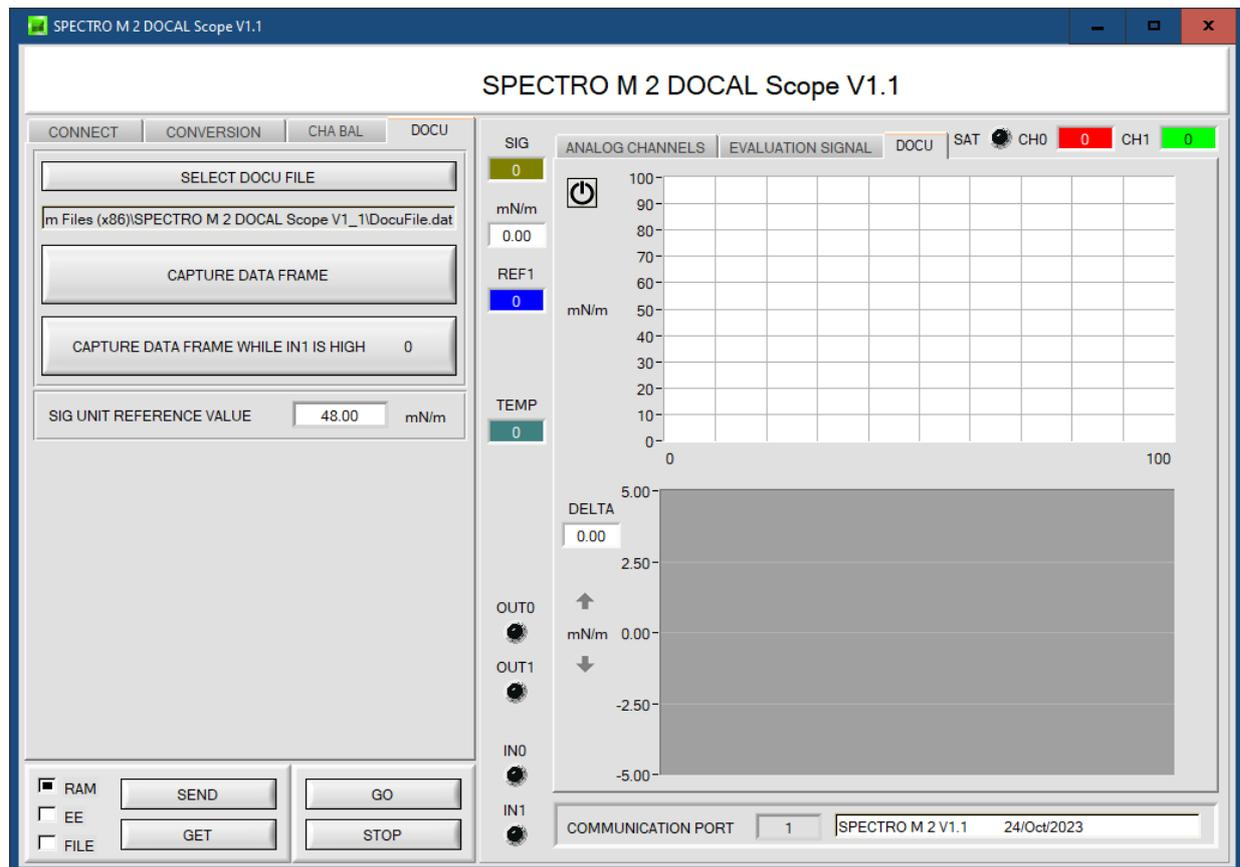 SPECTRO M 2 DOCAL Scope V1.1
SPECTRO M 2 DOCAL Scope V1.1
CONNECT CONVERSION CHA BAL DOCU
SELECT DOCU FILE
m Files (x86)\SPECTRO M 2 DOCAL Scope V1_1\DocuFile.dat
CAPTURE DATA FRAME
CAPTURE DATA FRAME WHILE IN1 IS HIGH 0
SIG UNIT REFERENCE VALUE 48.00 mN/m
RAM
EE
FILE
SEND
GET
GO
STOP
SIG
0
mN/m
0.00
REF1
0
TEMP
0
OUT0
OUT1
IN0
IN1
ANALOG CHANNELS EVALUATION SIGNAL DOCU SAT CH0 0 CH1 0
100
90
80
70
60
mN/m 50
40
30
20
10
0
0 100
5.00
DELTA
0.00
2.50
mN/m 0.00
-2.50
-5.00
COMMUNICATION PORT 1 SPECTRO M 2 V1.1 24/Oct/2023